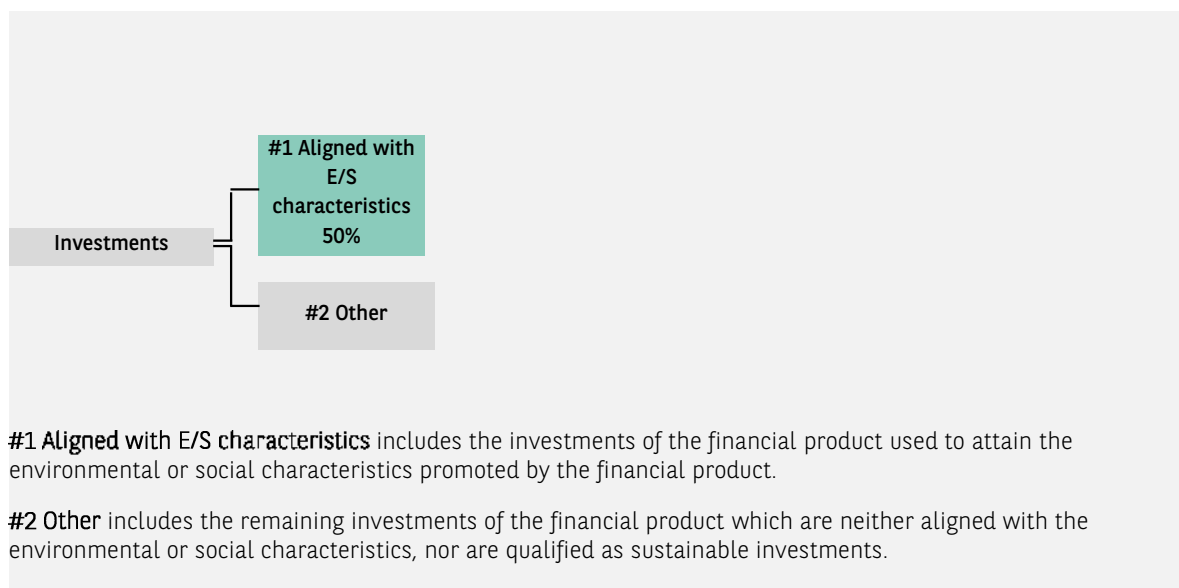 #1 Aligned with
E/S
characteristics
50%
Investments
#2 Other
#1 Aligned with E/S characteristics includes the investments of the financial product used to attain the
environmental or social characteristics promoted by the financial product.
#2 Other includes the remaining investments of the financial product which are neither aligned with the
environmental or social characteristics, nor are qualified as sustainable investments.